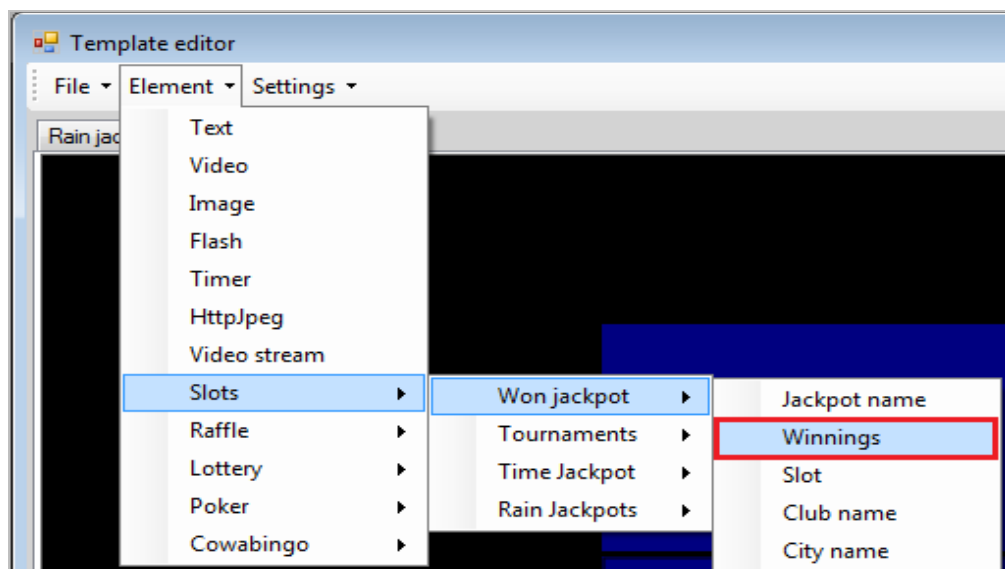 Template editor
File Element Settings
Rain jac
Text
Video
Image
Flash
Timer
HttpJpeg
Video stream
Slots
Raffle
Lottery
Poker
Cowabingo
Won jackpot
Tournaments
Time Jackpot
Rain Jackpots
Jackpot name
Winnings
Slot
Club name
City name